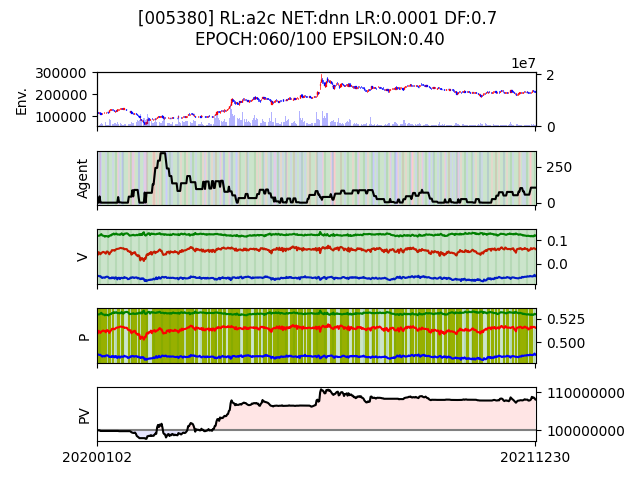 [005380] RL:a2c NET:dnn LR:0.0001 DF:0.7
EPOCH:060/100 EPSILON:0.40
1e7
300000
200000
100000
Env.
2
0
Agent
250
0
V
0.1
0.0
P
0.525
0.500
PV
110000000
100000000
20200102
20211230